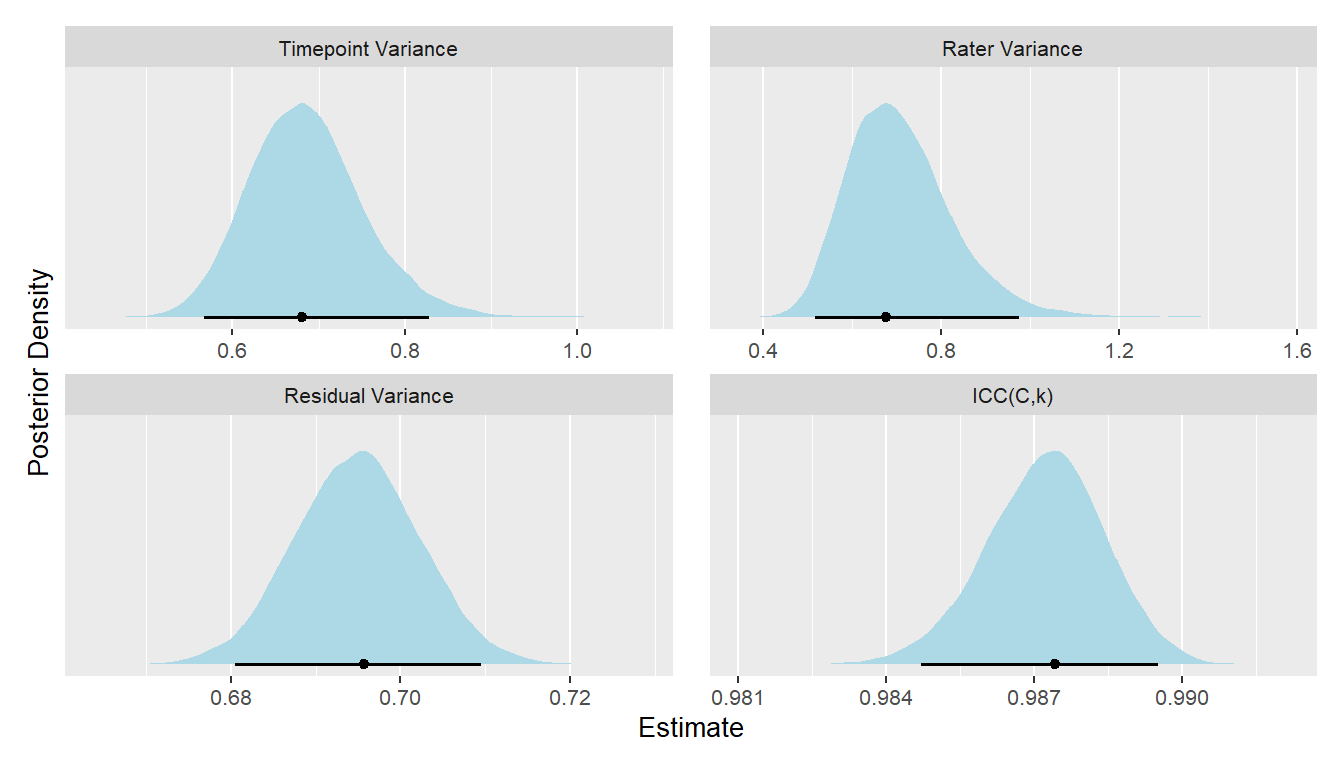 Timepoint Variance
Rater Variance
0.6 0.8 1.0
0.4 0.8 1.2 1.6
Posterior Density
Residual Variance
ICC(C,k)
0.68 0.70 0.72
0.981 0.984 0.987 0.990
Estimate